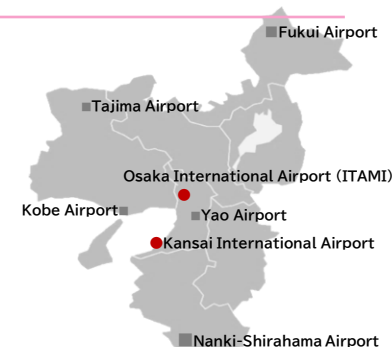 Fukui Airport
Tajima Airport
Osaka International Airport (ITAMI)
Kobe Airport
Yao Airport
Kansai International Airport
Nanki-Shirahama Airport